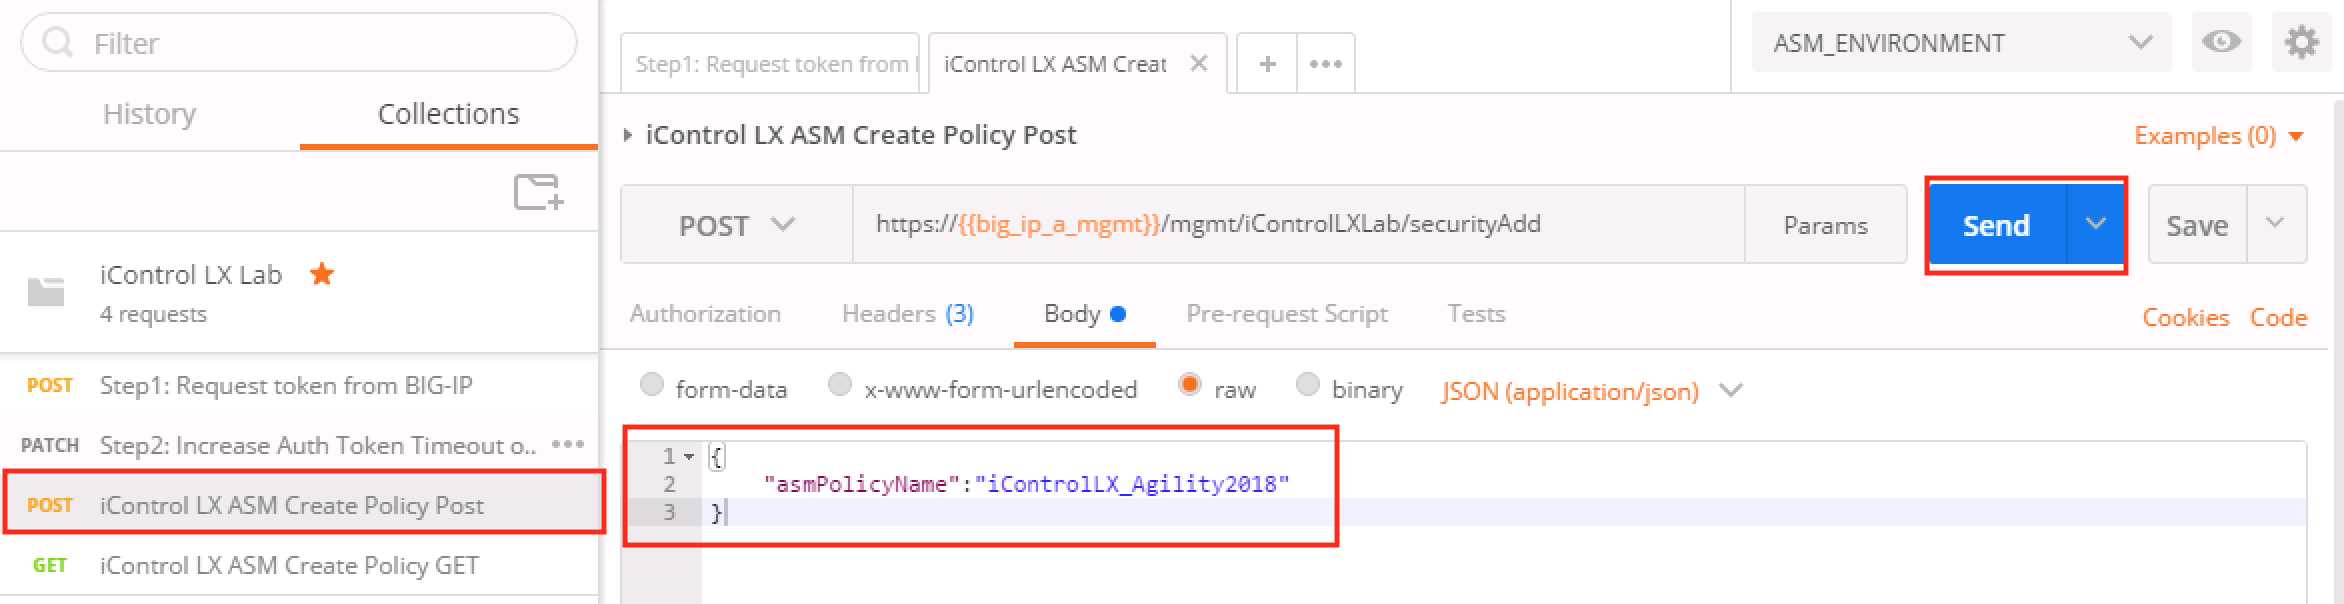 Filter
History Collections
iControl LX Lab
4 requests
POST Step1: Request token from BIG-IP
PATCH Step2: Increase Auth Token Timeout o..
POST iControl LX ASM Create Policy Post
GET iControl LX ASM Create Policy GET
Step1: Request token from iControl LX ASM Creat
ASM_ENVIRONMENT
iControl LX ASM Create Policy Post
Examples (0)
POST https://{{big_ip_a_mgmt}}/mgmt/iControlLXLab/securityAdd Params Send Save
Authorization Headers (3) Body Pre-request Script Tests Cookies Code
form-data x-www-form-urlencoded raw binary JSON (application/json)
1 {
2 "asmPolicyName":"iControlLX_Agility2018"
3 }